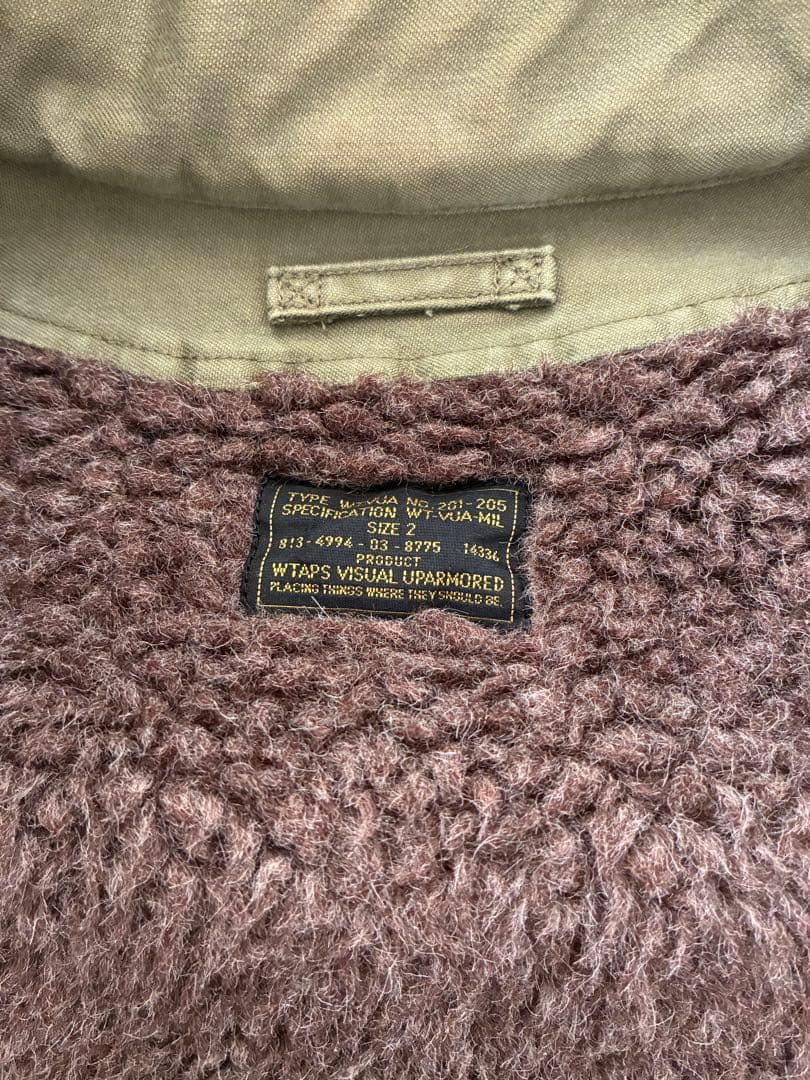 TYPE W-VUA NO-201-205
SPECIFICATION WT-VUA-MIL
SIZE 2
813-4994-03-8775 14334
PRODUCT
WTAPS VISUAL UPARMORED
PLACING THINGS WHERE THEY SHOULD BE.